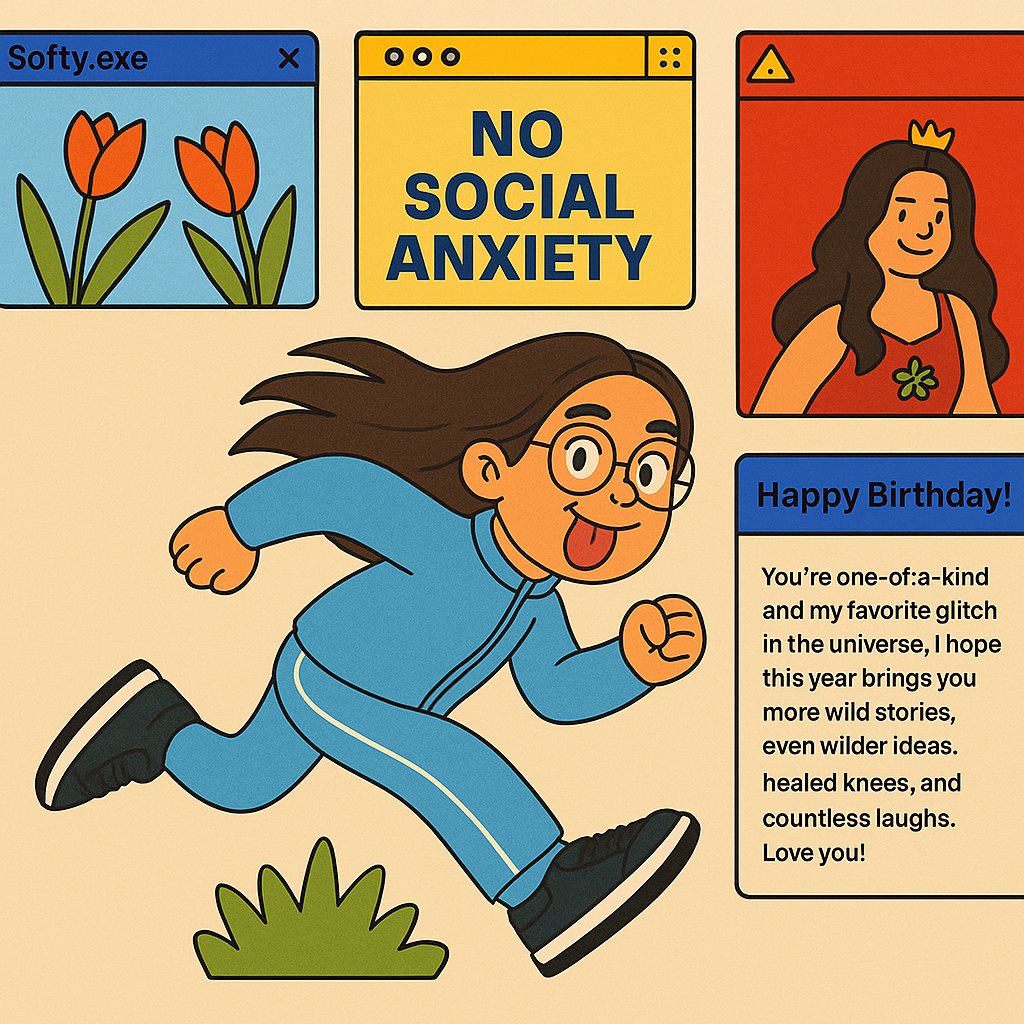 Softy.exe
NO
SOCIAL
ANXIETY
Happy Birthday!
You’re one-of:a-kind
and my favorite glitch
in the universe, I hope
this year brings you
more wild stories,
even wilder ideas.
healed knees, and
countless laughs.
Love you!